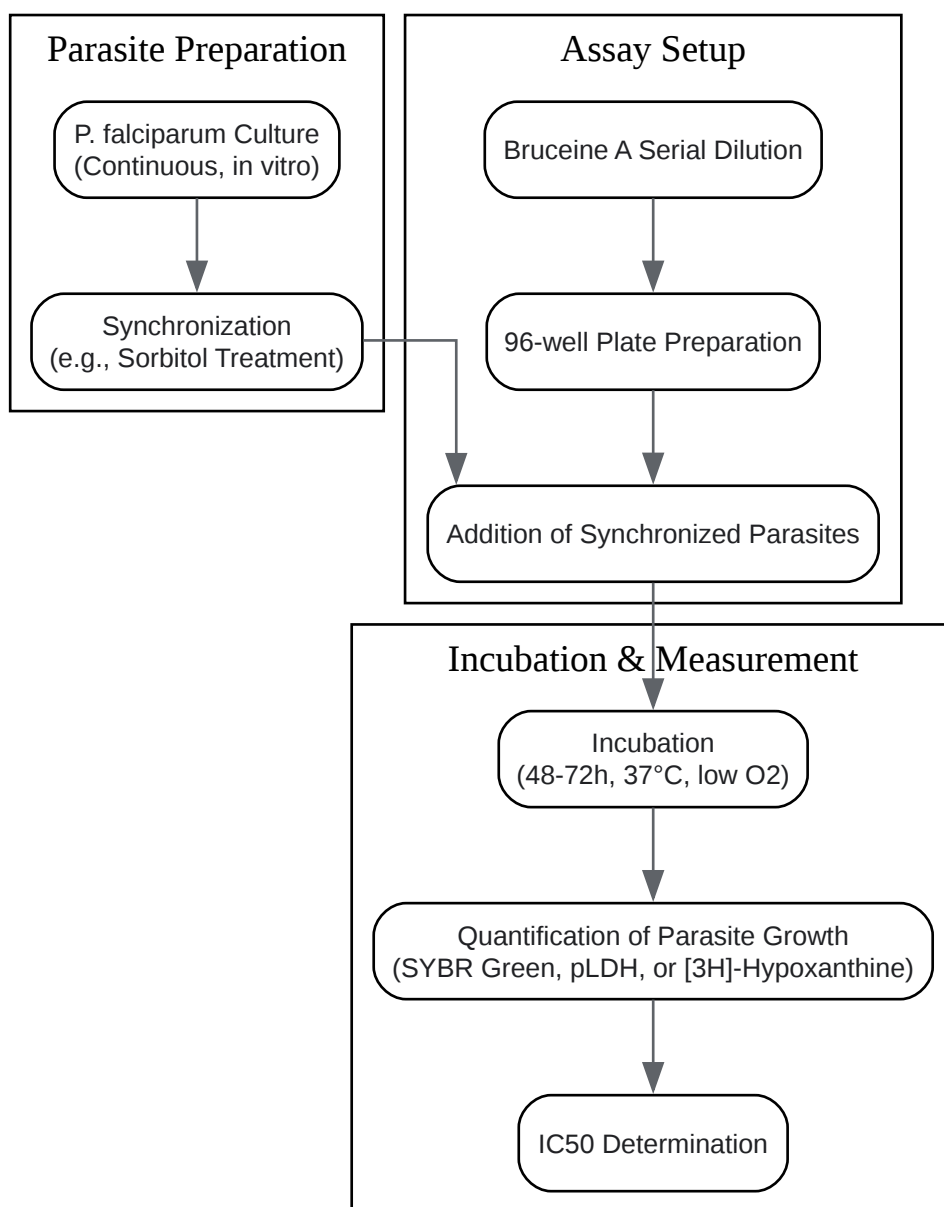 Parasite Preparation
P. falciparum Culture
(Continuous, in vitro)
Synchronization
(e.g., Sorbitol Treatment)
Assay Setup
Bruceine A Serial Dilution
96-well Plate Preparation
Addition of Synchronized Parasites
Incubation & Measurement
Incubation
(48-72h, 37°C, low O2)
Quantification of Parasite Growth
(SYBR Green, pLDH, or [3H]-Hypoxanthine)
IC50 Determination